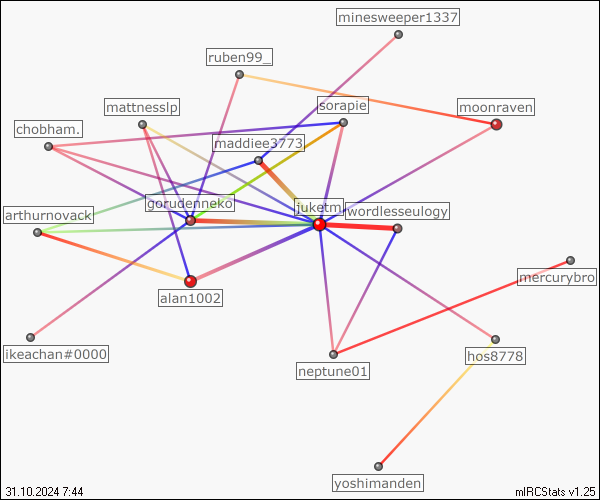 minesweeper1337
ruben99_
mattnesslp
sorapie
moonraven
chobham.
maddiee3773
gorudenneko
juketm
wordlesseulogy
arthurnovack
mercurybro
alan1002
ikeachan#0000
hos8778
neptune01
yoshimanden
31.10.2024 7:44
mIRCStats v1.25